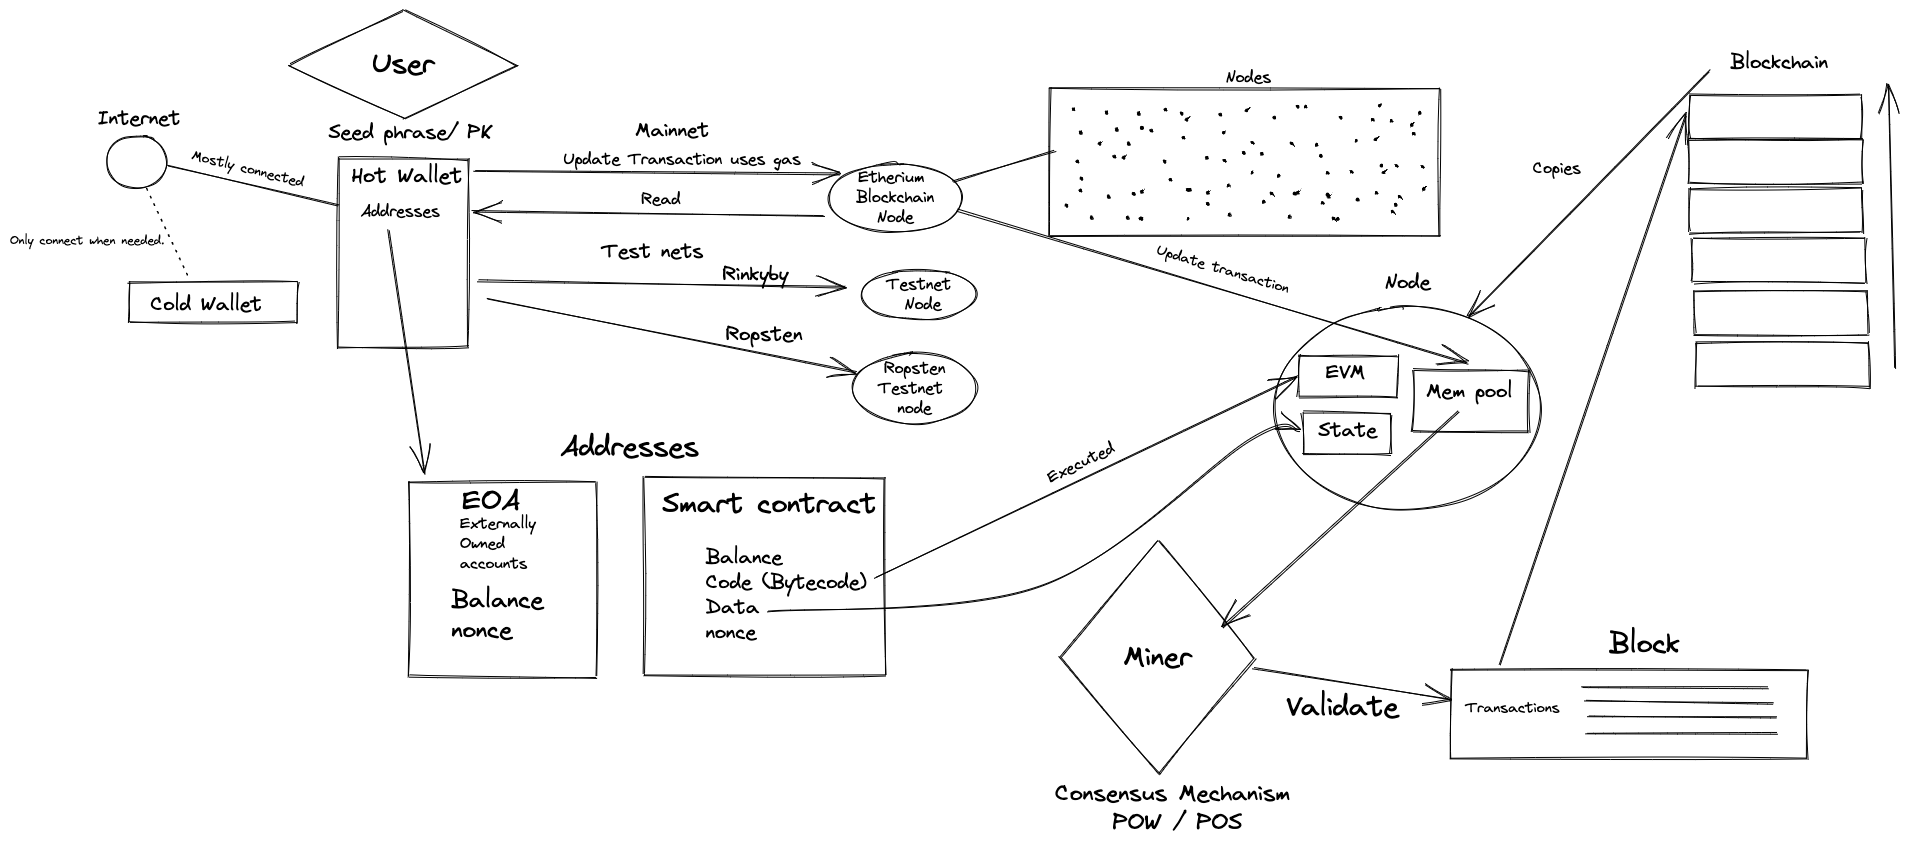 User
Seed phrase/ PK
Internet
Mostly connected
Only connect when needed.
Cold Wallet
Hot Wallet
Addresses
Mainnet
Update Transaction uses gas
Read
Test nets
Rinkyby
Ropsten
Etherium
Blockchain
Node
Testnet
Node
Ropsten
Testnet
node
Nodes
Update transaction
Node
EVM
State
Mem pool
Copies
Blockchain
Addresses
EOA
Externally
Owned
accounts
Balance
nonce
Smart contract
Balance
Code (Bytecode)
Data
nonce
Executed
Miner
Consensus Mechanism
POW / POS
Validate
Block
Transactions